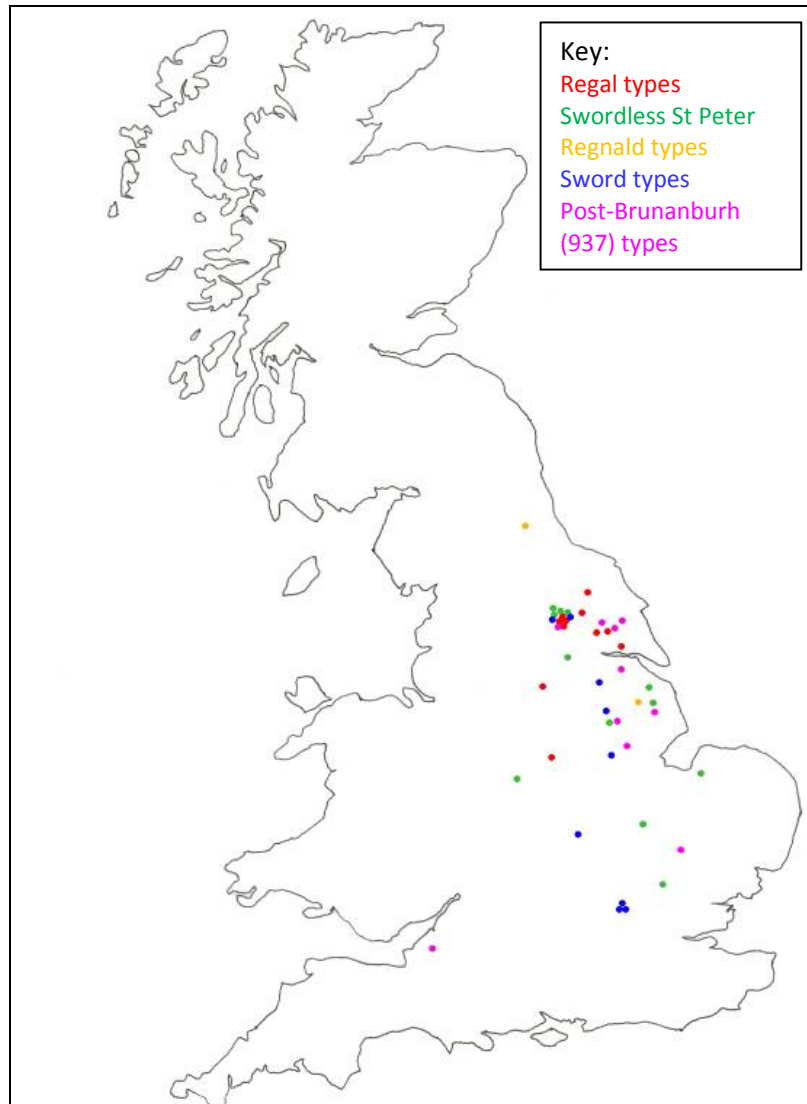 Key:
Regal types
Swordless St Peter
Regnald types
Sword types
Post-Brunanburh
(937) types